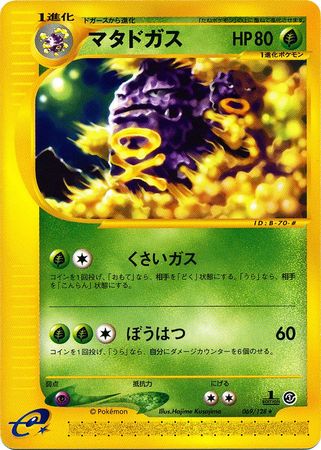 1進化
ドガースから進化
マタドガス
HP80
1進化ポケモン
ID:B-70-#
くさいガス
コインを1回投げ、「おもて」なら、相手を「どく」状態にする。「うら」なら、相手
を「こんらん」状態にする。
ぼうはつ 60
コインを1回投げ、「うら」なら、自分にダメージカウンターを6個のせる。
弱点 抵抗力 にげる
1 EDITION
e
©Pokémon Illus.Hajime Kusajima 069/128★